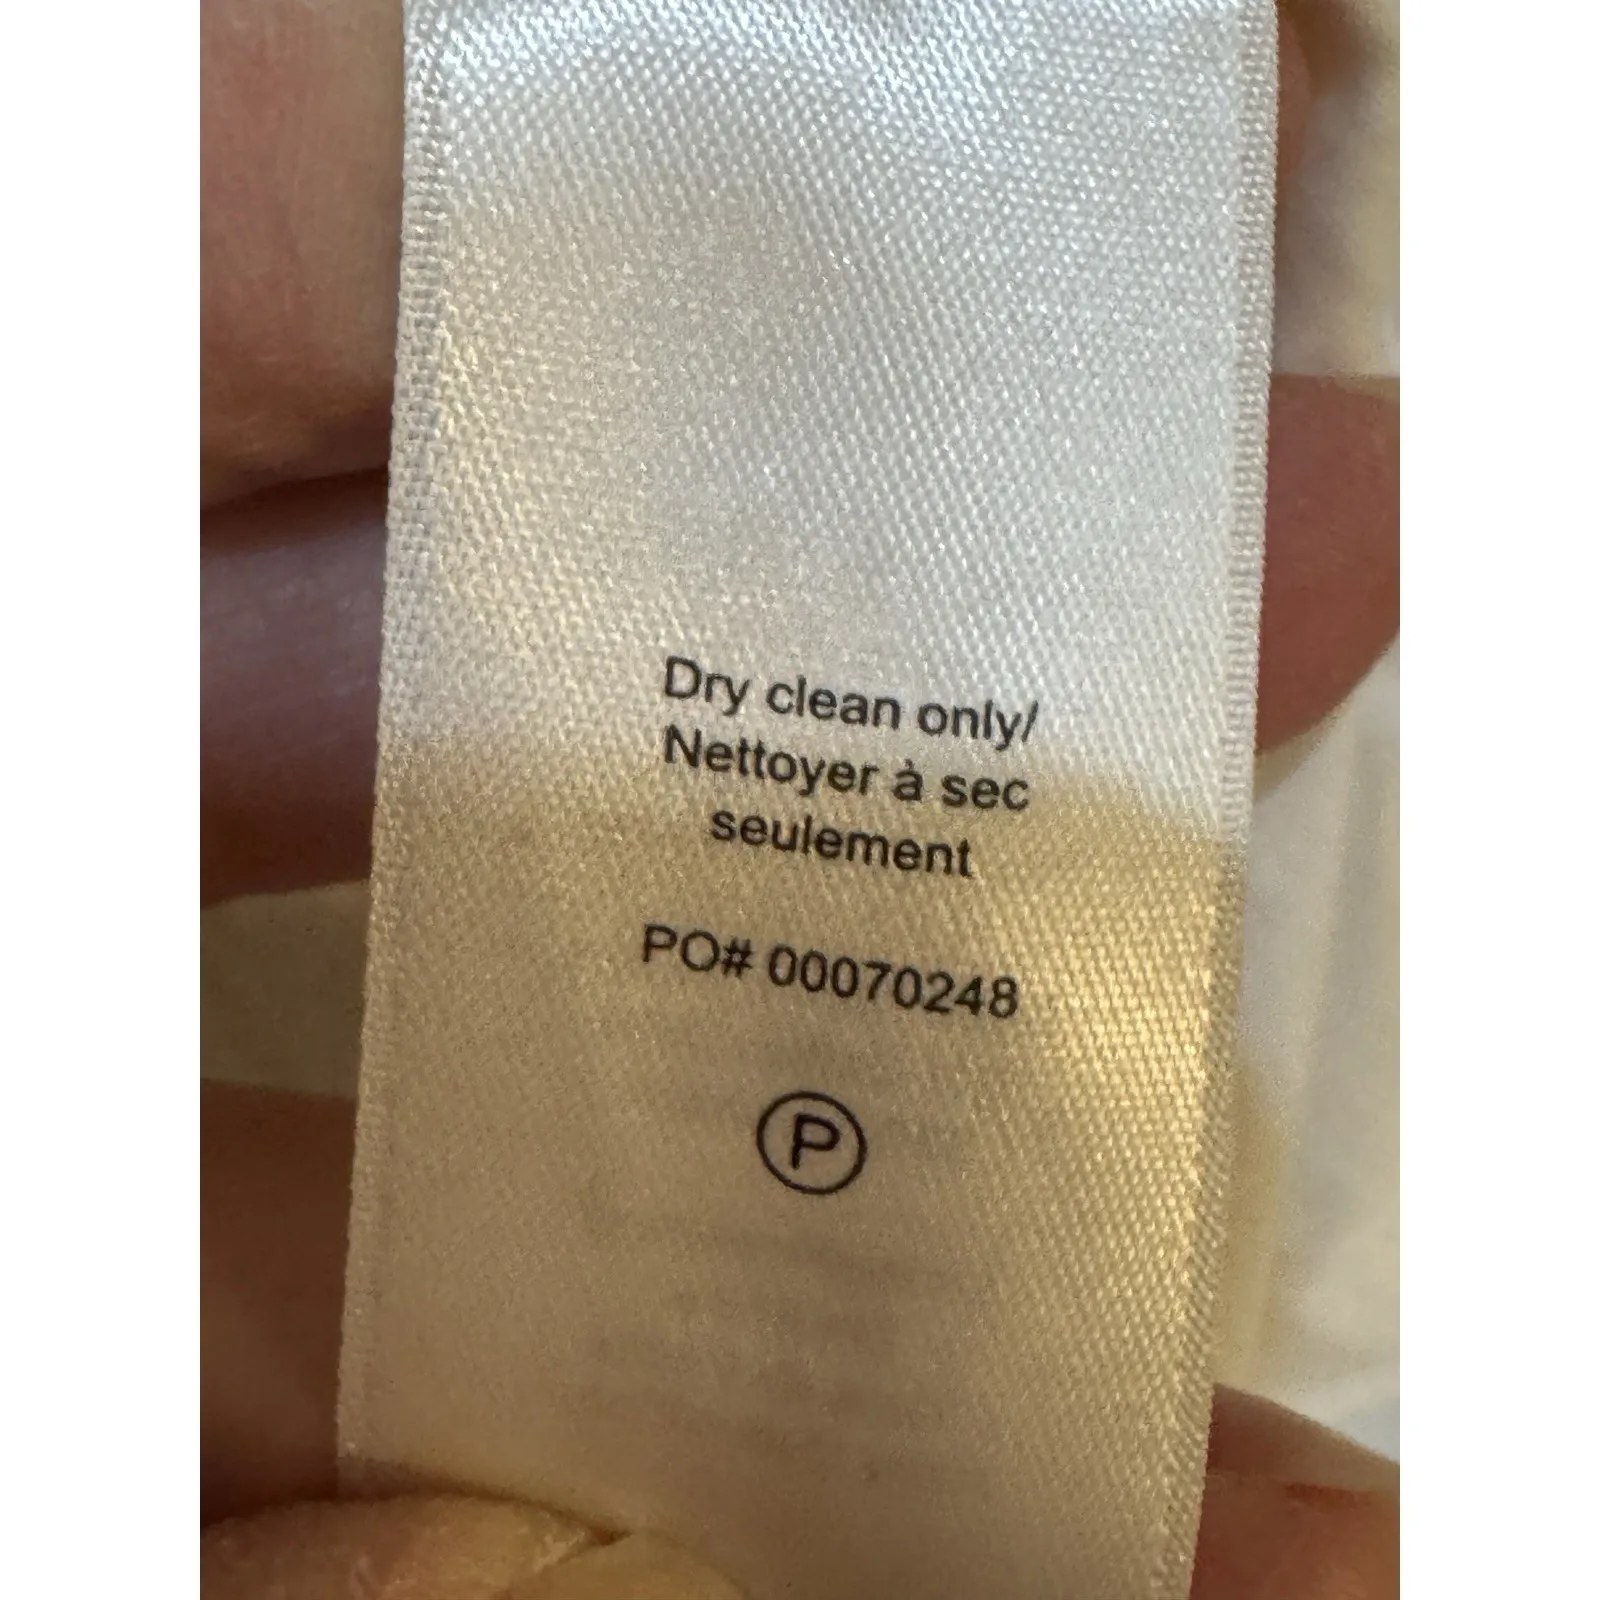 Dry clean only/
Nettoyer à sec
seulement
PO# 00070248
P